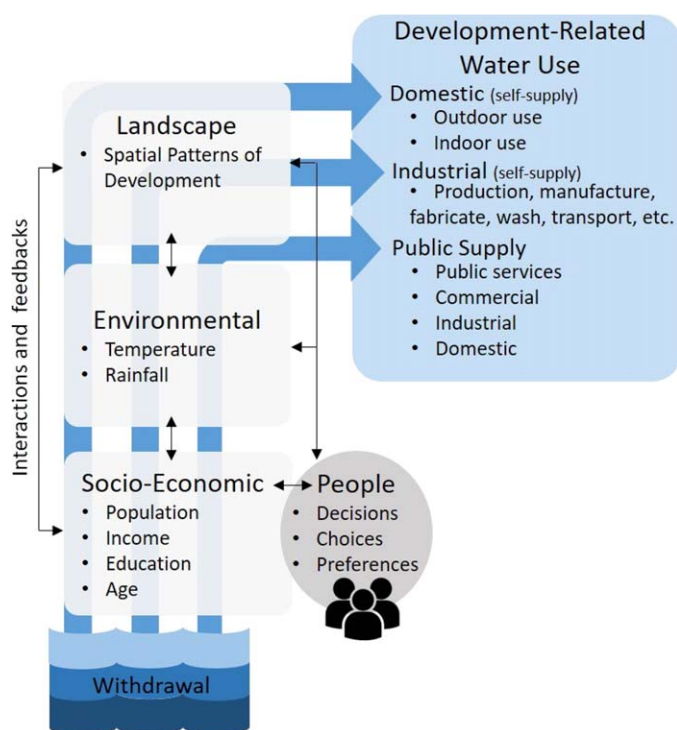 Development-Related
Water Use
Domestic (self-supply)
• Outdoor use
• Indoor use
Industrial (self-supply)
• Production, manufacture,
fabricate, wash, transport, etc.
Public Supply
• Public services
• Commercial
• Industrial
• Domestic
Landscape
• Spatial Patterns of
Development
Interactions and feedbacks
Environmental
• Temperature
• Rainfall
Socio-Economic
• Population
• Income
• Education
• Age
People
• Decisions
• Choices
• Preferences
Withdrawal